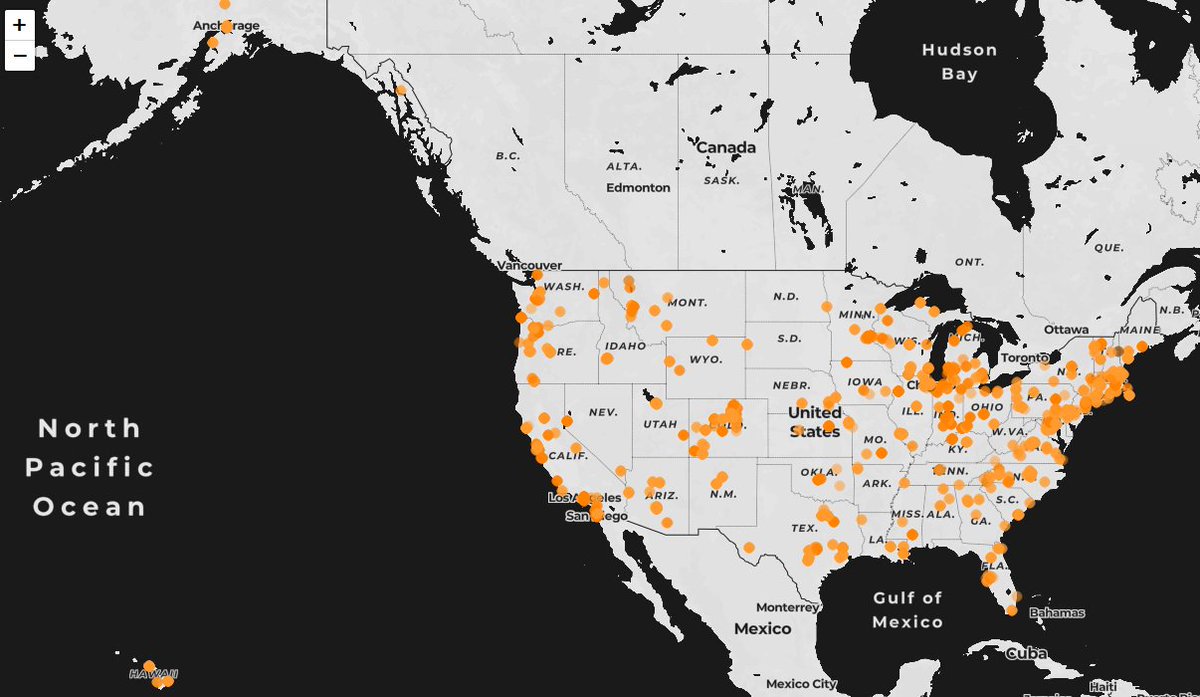 +
Anchorage
−
Hudson
Bay
Canada
B.C.
ALTA.
SASK.
Edmonton
MAN.
QUE.
ONT.
Vancouver
WASH.
MONT.
N.D.
MINN.
N.B.
Ottawa
MAINE
IDAHO
WYO.
S.D.
WIS.
MICH.
Toronto
NEBR.
IOWA
PA.
NEV.
UTAH
United
States
ILL.
IND.
OHIO
W.VA.
North
Pacific
Ocean
CALIF.
MO.
KY.
OKLA.
ARK.
TENN.
Los Angeles
ARIZ.
N.M.
San Diego
MISS.
ALA.
GA.
S.C.
TEX.
LA.
FLA.
Gulf of
Mexico
Monterrey
Mexico
Bahamas
Cuba
HAWAII
Mexico City
Haiti